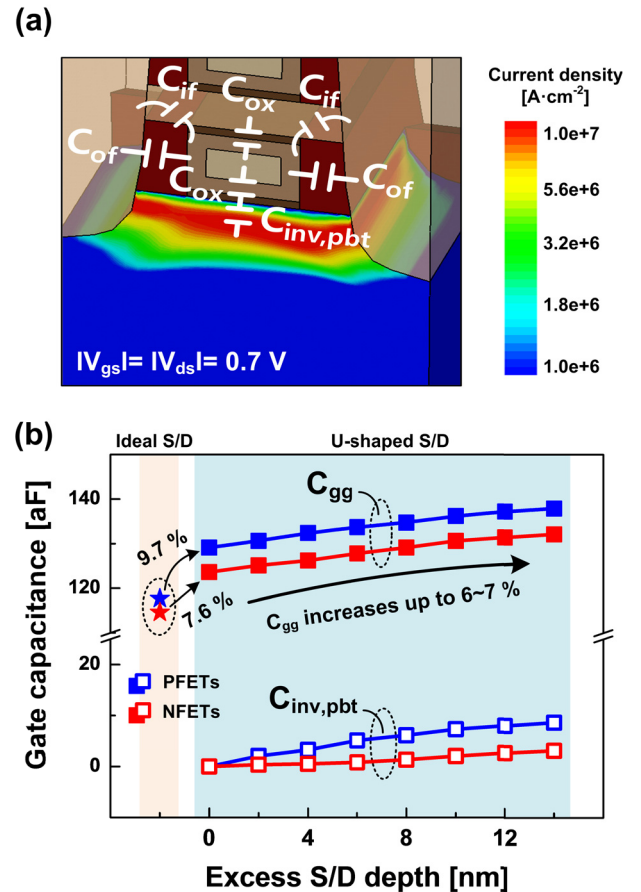 (a)
Current density
[A·cm⁻²]
1.0e+7
5.6e+6
3.2e+6
1.8e+6
1.0e+6
C_if
C_ox
C_if
C_of
C_ox
C_of
C_inv,pbt
|V_gs|= |V_ds|= 0.7 V
(b)
Ideal S/D
U-shaped S/D
Gate capacitance [aF]
140
120
20
0
9.7 %
7.6 %
C_gg
C_gg increases up to 6~7 %
PFETs
NFETs
C_inv,pbt
0
4
8
12
Excess S/D depth [nm]